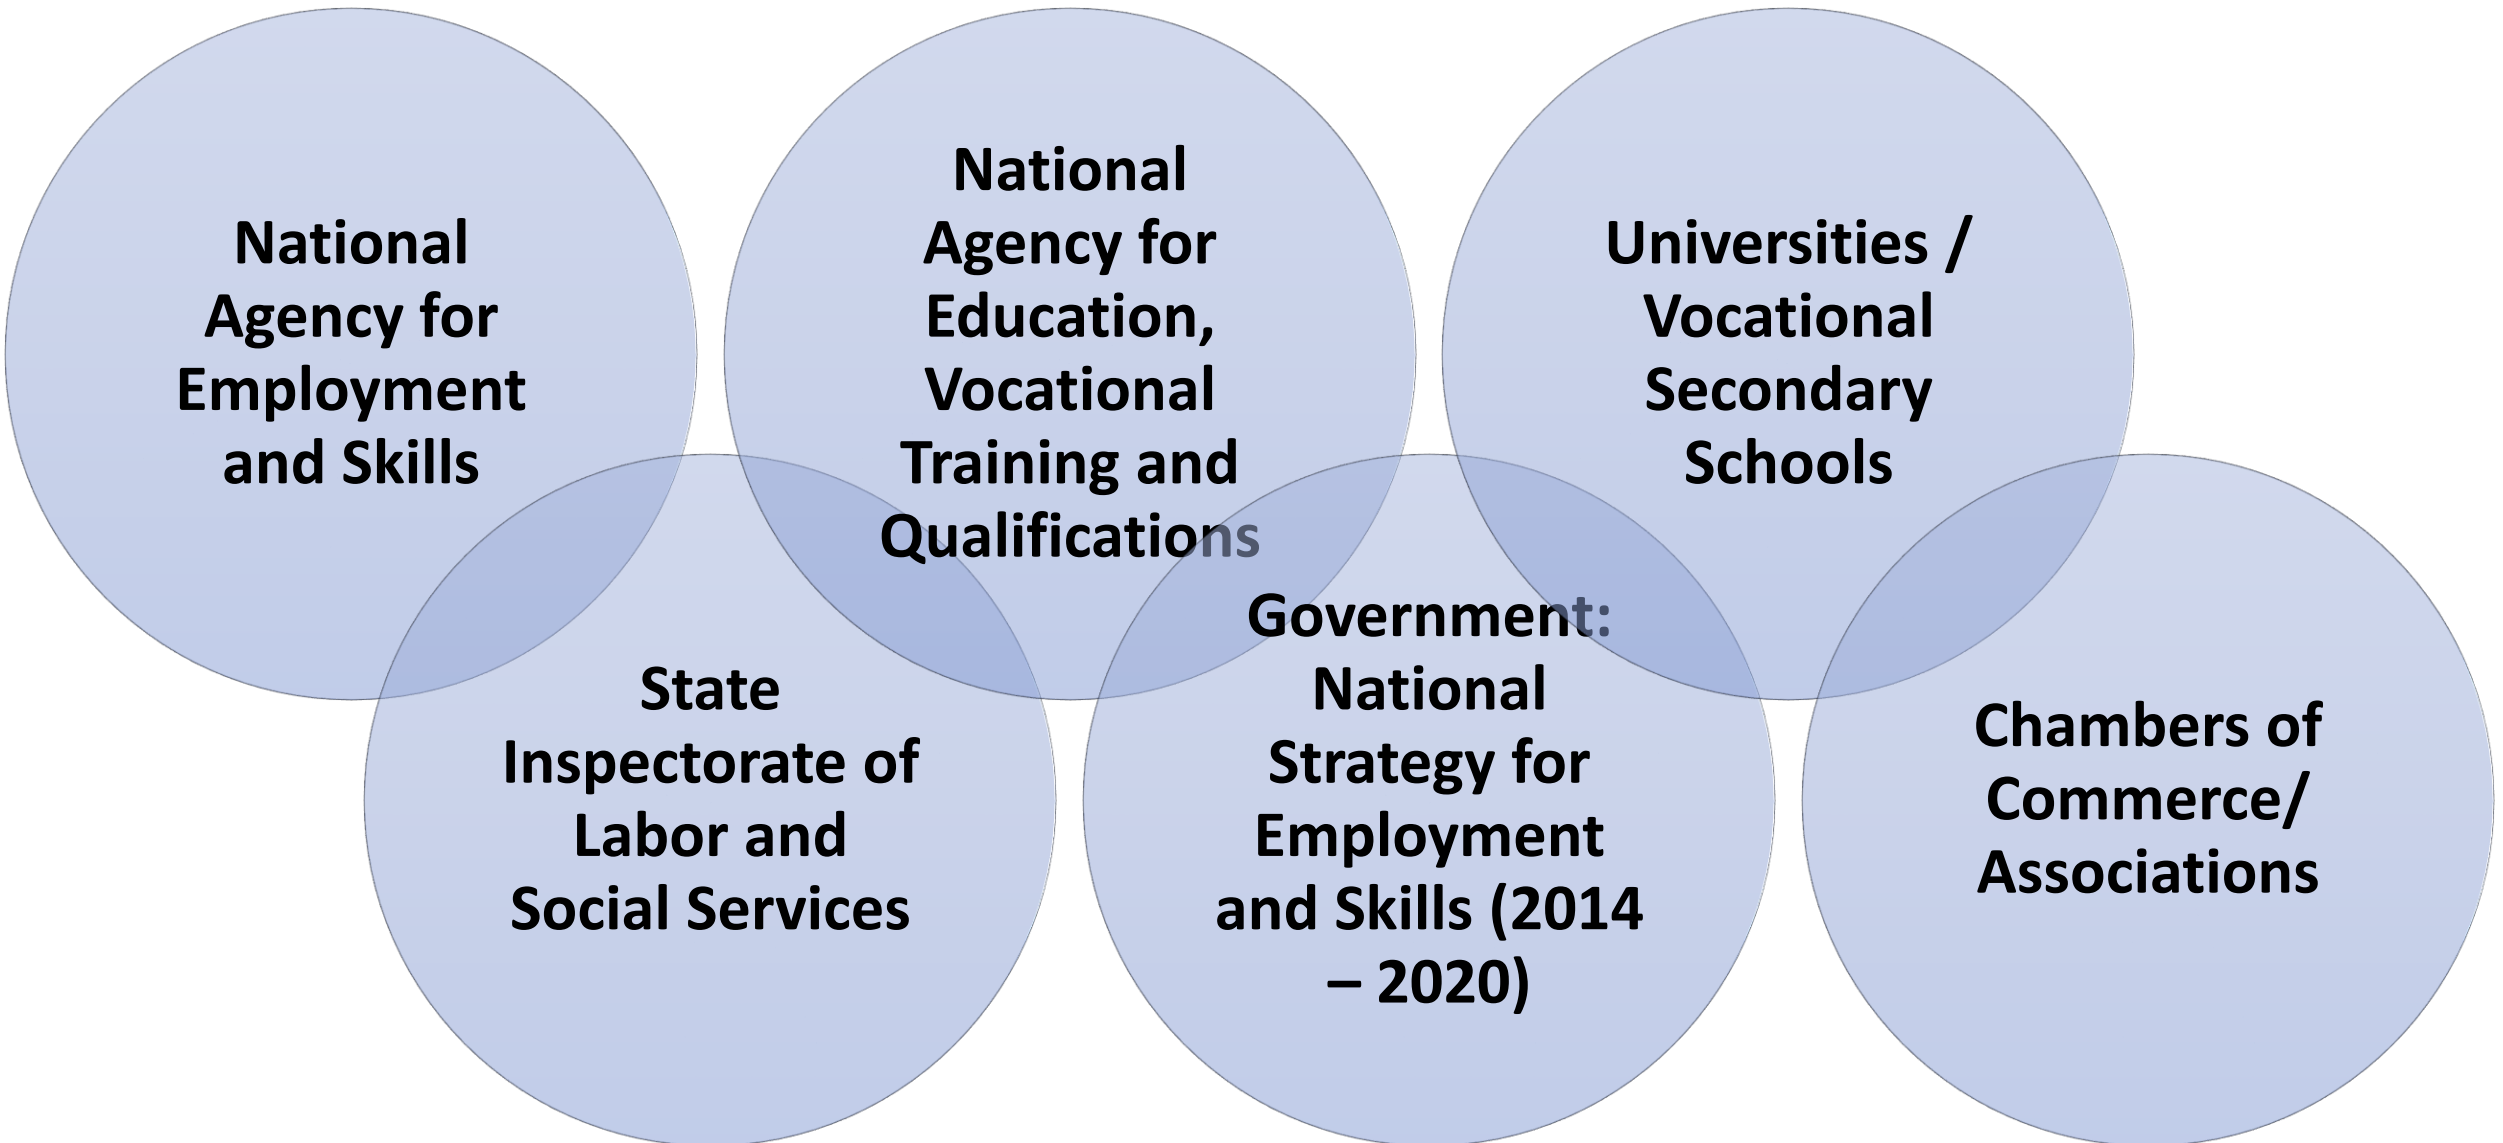 National
Agency for
Employment
and Skills
State
Inspectorate of
Labor and
Social Services
National
Agency for
Education,
Vocational
Training and
Qualifications
Government:
National
Strategy for
Employment
and Skills (2014
– 2020)
Universities /
Vocational
Secondary
Schools
Chambers of
Commerce/
Associations